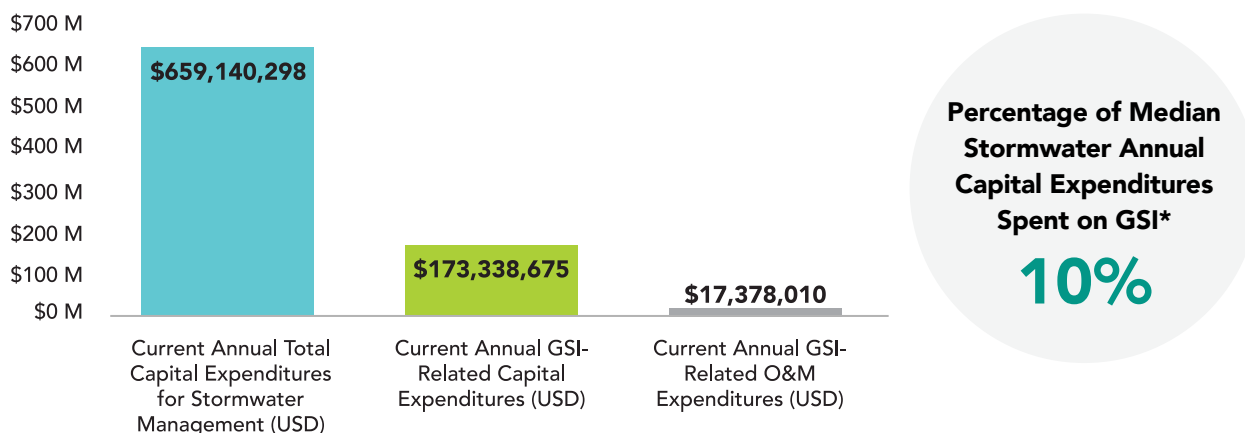 $700 M
$600 M
$500 M
$400 M
$300 M
$200 M
$100 M
$0 M
$659,140,298
$173,338,675
$17,378,010
Current Annual Total
Capital Expenditures
for Stormwater
Management (USD)
Current Annual GSI-
Related Capital
Expenditures (USD)
Current Annual GSI-
Related O&M
Expenditures (USD)
Percentage of Median
Stormwater Annual
Capital Expenditures
Spent on GSI*
10%